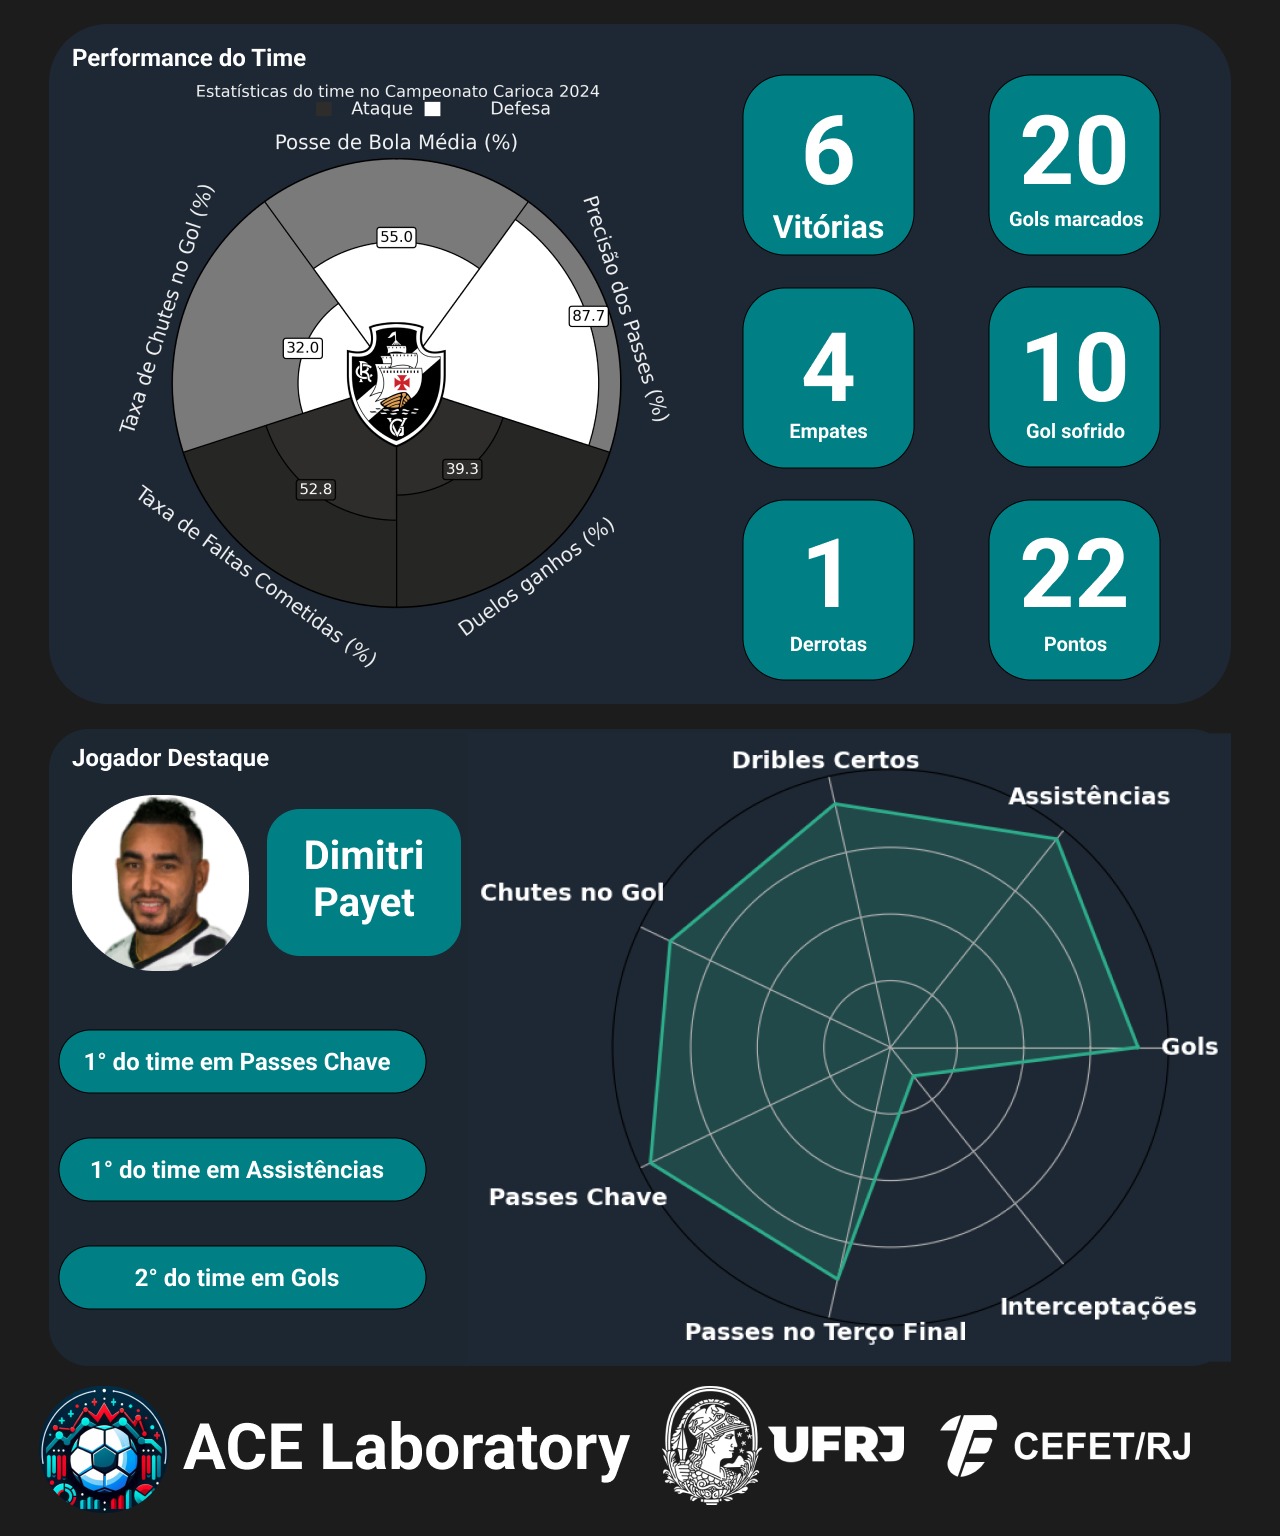 Performance do Time
Estatísticas do time no Campeonato Carioca 2024
Ataque Defesa
Posse de Bola Média (%)
Precisão dos Passes (%)
Taxa de Chutes no Gol (%)
55.0
87.7
32.0
52.8
39.3
Taxa de Faltas Cometidas (%)
Duelos ganhos (%)
6
Vitórias
20
Gols marcados
4
Empates
10
Gol sofrido
1
Derrotas
22
Pontos
Jogador Destaque
Dimitri
Payet
1° do time em Passes Chave
1° do time em Assistências
2° do time em Gols
Dribles Certos
Assistências
Chutes no Gol
Gols
Passes Chave
Interceptações
Passes no Terço Final
ACE Laboratory
UFRJ
CEFET/RJ